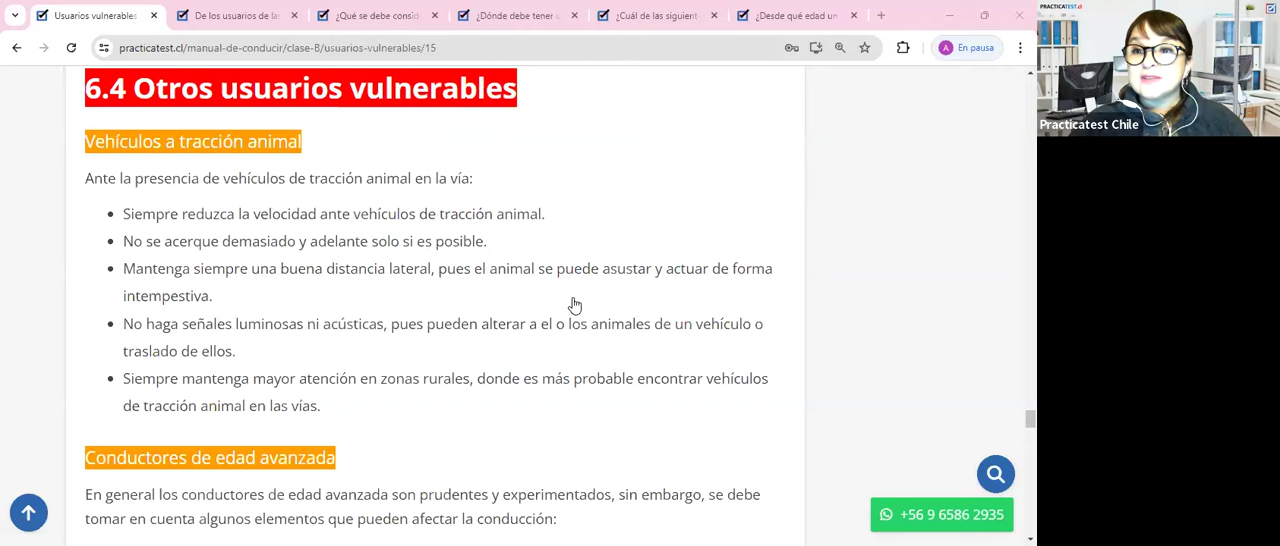 Usuarios vulnerables
De los usuarios de las
¿Qué se debe consid
¿Dónde debe tener u
¿Cuál de las siguient
¿Desde qué edad un
practicatest.cl/manual-de-conducir/clase-B/usuarios-vulnerables/15
A
En pausa
PRACTICATEST.cl
Practicatest Chile
6.4 Otros usuarios vulnerables
Vehículos a tracción animal
Ante la presencia de vehículos de tracción animal en la vía:
Siempre reduzca la velocidad ante vehículos de tracción animal.
No se acerque demasiado y adelante solo si es posible.
Mantenga siempre una buena distancia lateral, pues el animal se puede asustar y actuar de forma
intempestiva.
No haga señales luminosas ni acústicas, pues pueden alterar a el o los animales de un vehículo o
traslado de ellos.
Siempre mantenga mayor atención en zonas rurales, donde es más probable encontrar vehículos
de tracción animal en las vías.
Conductores de edad avanzada
En general los conductores de edad avanzada son prudentes y experimentados, sin embargo, se debe
tomar en cuenta algunos elementos que pueden afectar la conducción:
+56 9 6586 2935